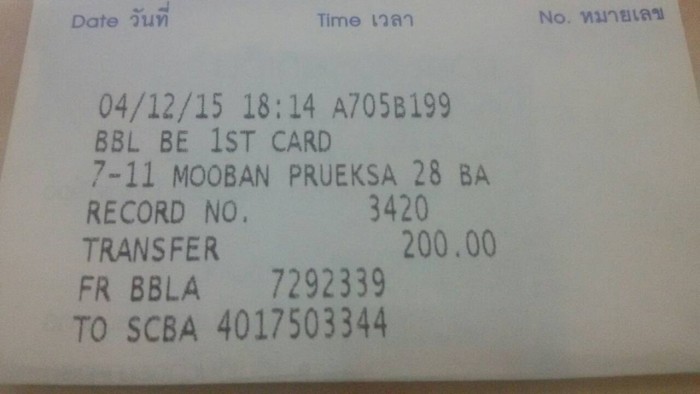 Date วันที่ Time เวลา No. หมายเลข
04/12/15 18:14 A705B199
BBL BE 1ST CARD
7-11 MOOBAN PRUEKSA 28 BA
RECORD NO. 3420
TRANSFER 200.00
FR BBLA 7292339
TO SCBA 4017503344